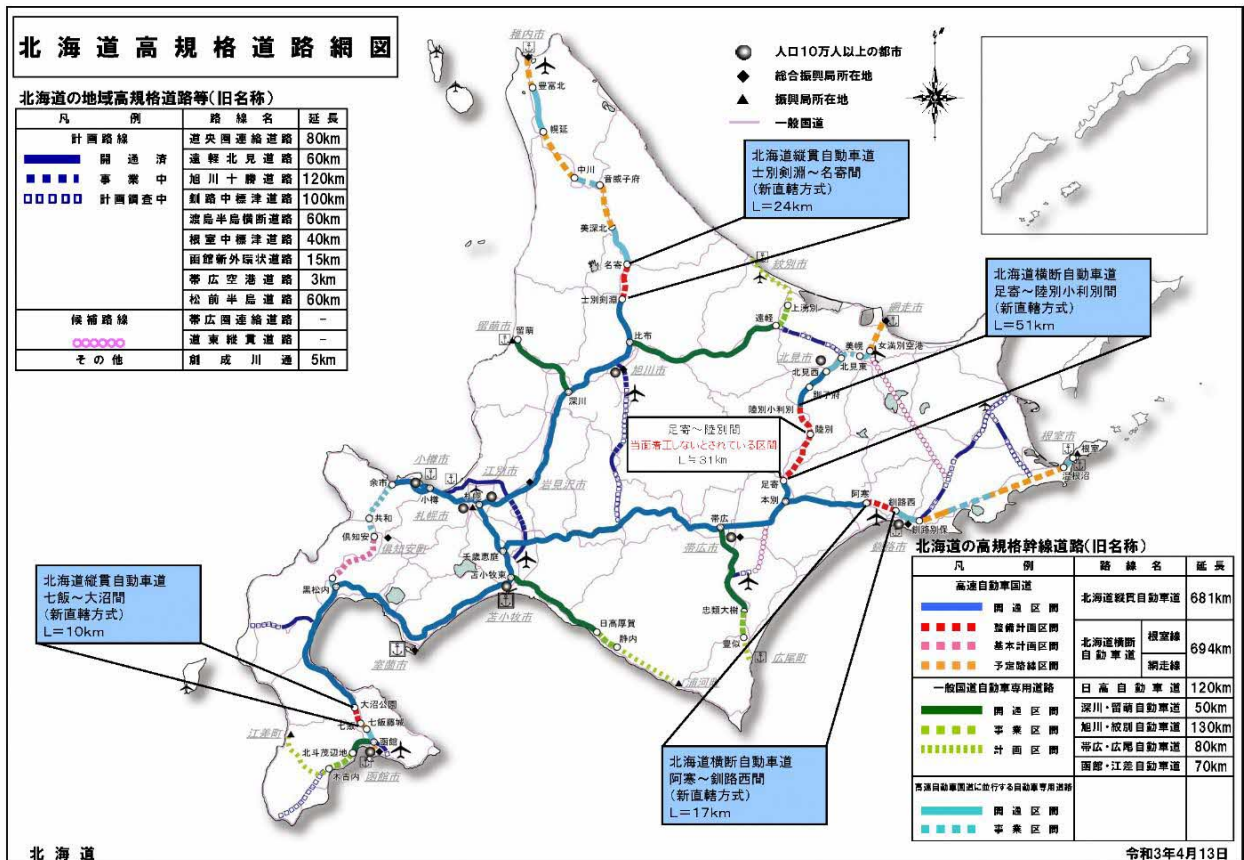 北海道高規格道路網図
北海道の地域高規格道路等(旧名称)
凡 例 路線名 延長
計画路線
開通済
事業中
計画調査中
道央圏連絡道路 80km
遠軽北見道路 60km
旭川十勝道路 120km
釧路中標津道路 100km
渡島半島横断道路 60km
根室中標津道路 40km
函館新外環状道路 15km
帯広空港道路 3km
松前半島道路 60km
候補路線
帯広圏連絡道路 -
道東縦貫道路 -
その他 創成川通 5km
人口10万人以上の都市
総合振興局所在地
振興局所在地
一般国道
北海道縦貫自動車道
士別剣淵~名寄間
(新直轄方式)
L=24km
北海道横断自動車道
足寄~陸別小利別間
(新直轄方式)
L=51km
足寄~陸別間
当面着工しないとされている区間
L≒31km
北海道縦貫自動車道
七飯~大沼間
(新直轄方式)
L=10km
北海道横断自動車道
阿寒~釧路西間
(新直轄方式)
L=17km
稚内市
豊富北
幌延
中川
音威子府
美深北
名寄
士別剣淵
紋別市
上湧別
遠軽
網走市
女満別空港
美幌
北見市
北見東
北見西
訓子府
陸別小利別
陸別
足寄
本別
留萌市
留萌
比布
旭川市
深川
小樽市
江別市
余市
小樽
札幌
札幌市
岩見沢市
共和
倶知安
倶知安町
千歳恵庭
苫小牧東
苫小牧市
黒松内
室蘭市
帯広
帯広市
阿寒
釧路西
釧路別保
釧路市
根室市
根室
温根沼
忠類大樹
豊似
広尾町
日高厚賀
静内
浦河町
大沼公園
七飯
七飯藤城
函館
函館市
北斗茂辺地
木古内
江差町
北海道の高規格幹線道路(旧名称)
凡 例 路線名 延長
高速自動車国道
開通区間
整備計画区間
基本計画区間
予定路線区間
北海道縦貫自動車道 681km
北海道横断自動車道 根室線 網走線 694km
一般国道自動車専用道路
開通区間
事業区間
計画区間
日高自動車道 120km
深川・留萌自動車道 50km
旭川・紋別自動車道 130km
帯広・広尾自動車道 80km
函館・江差自動車道 70km
高速自動車国道に並行する自動車専用道路
開通区間
事業区間
北海道
令和3年4月13日